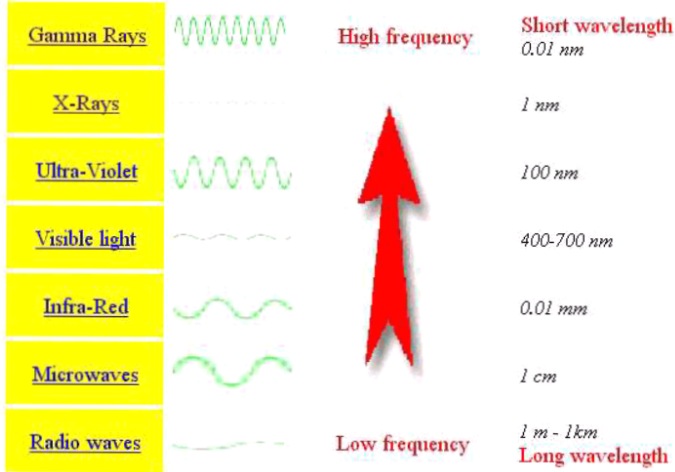 Gamma Rays
High frequency
Short wavelength
0.01 nm
X-Rays
1 nm
Ultra-Violet
100 nm
Visible light
400-700 nm
Infra-Red
0.01 mm
Microwaves
1 cm
Radio waves
Low frequency
1 m - 1km
Long wavelength